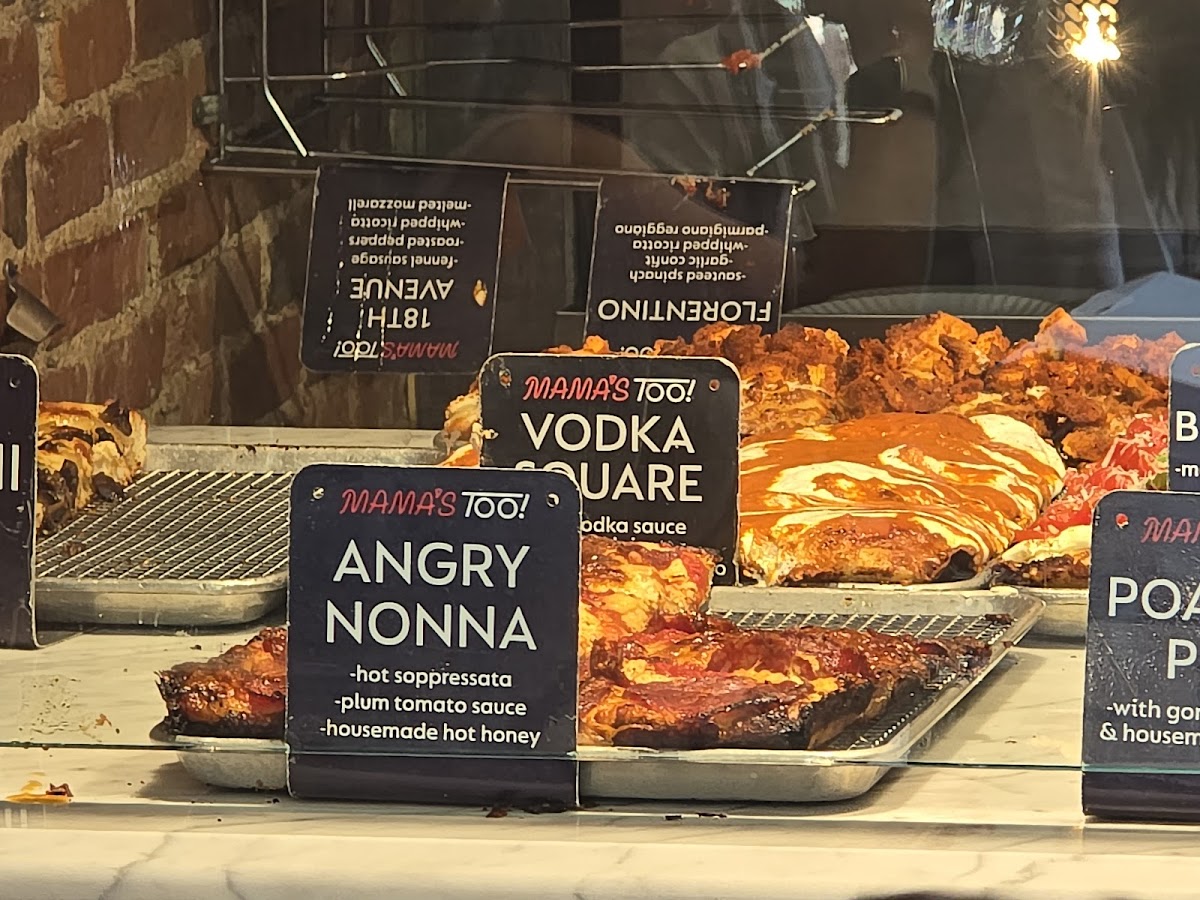 MAMA'S TOO!
18TH
AVENUE
-fennel sausage
-roasted peppers
-whipped ricotta
-melted mozzarell
FLORENTINO
-sauteed spinach
-garlic confit
-whipped ricotta
-parmigiano reggiano
MAMA'S TOO!
VODKA
SQUARE
odka sauce
MAMA'S TOO!
ANGRY
NONNA
-hot soppressata
-plum tomato sauce
-housemade hot honey
B
-m
MA
POA
P
-with gor
& housem